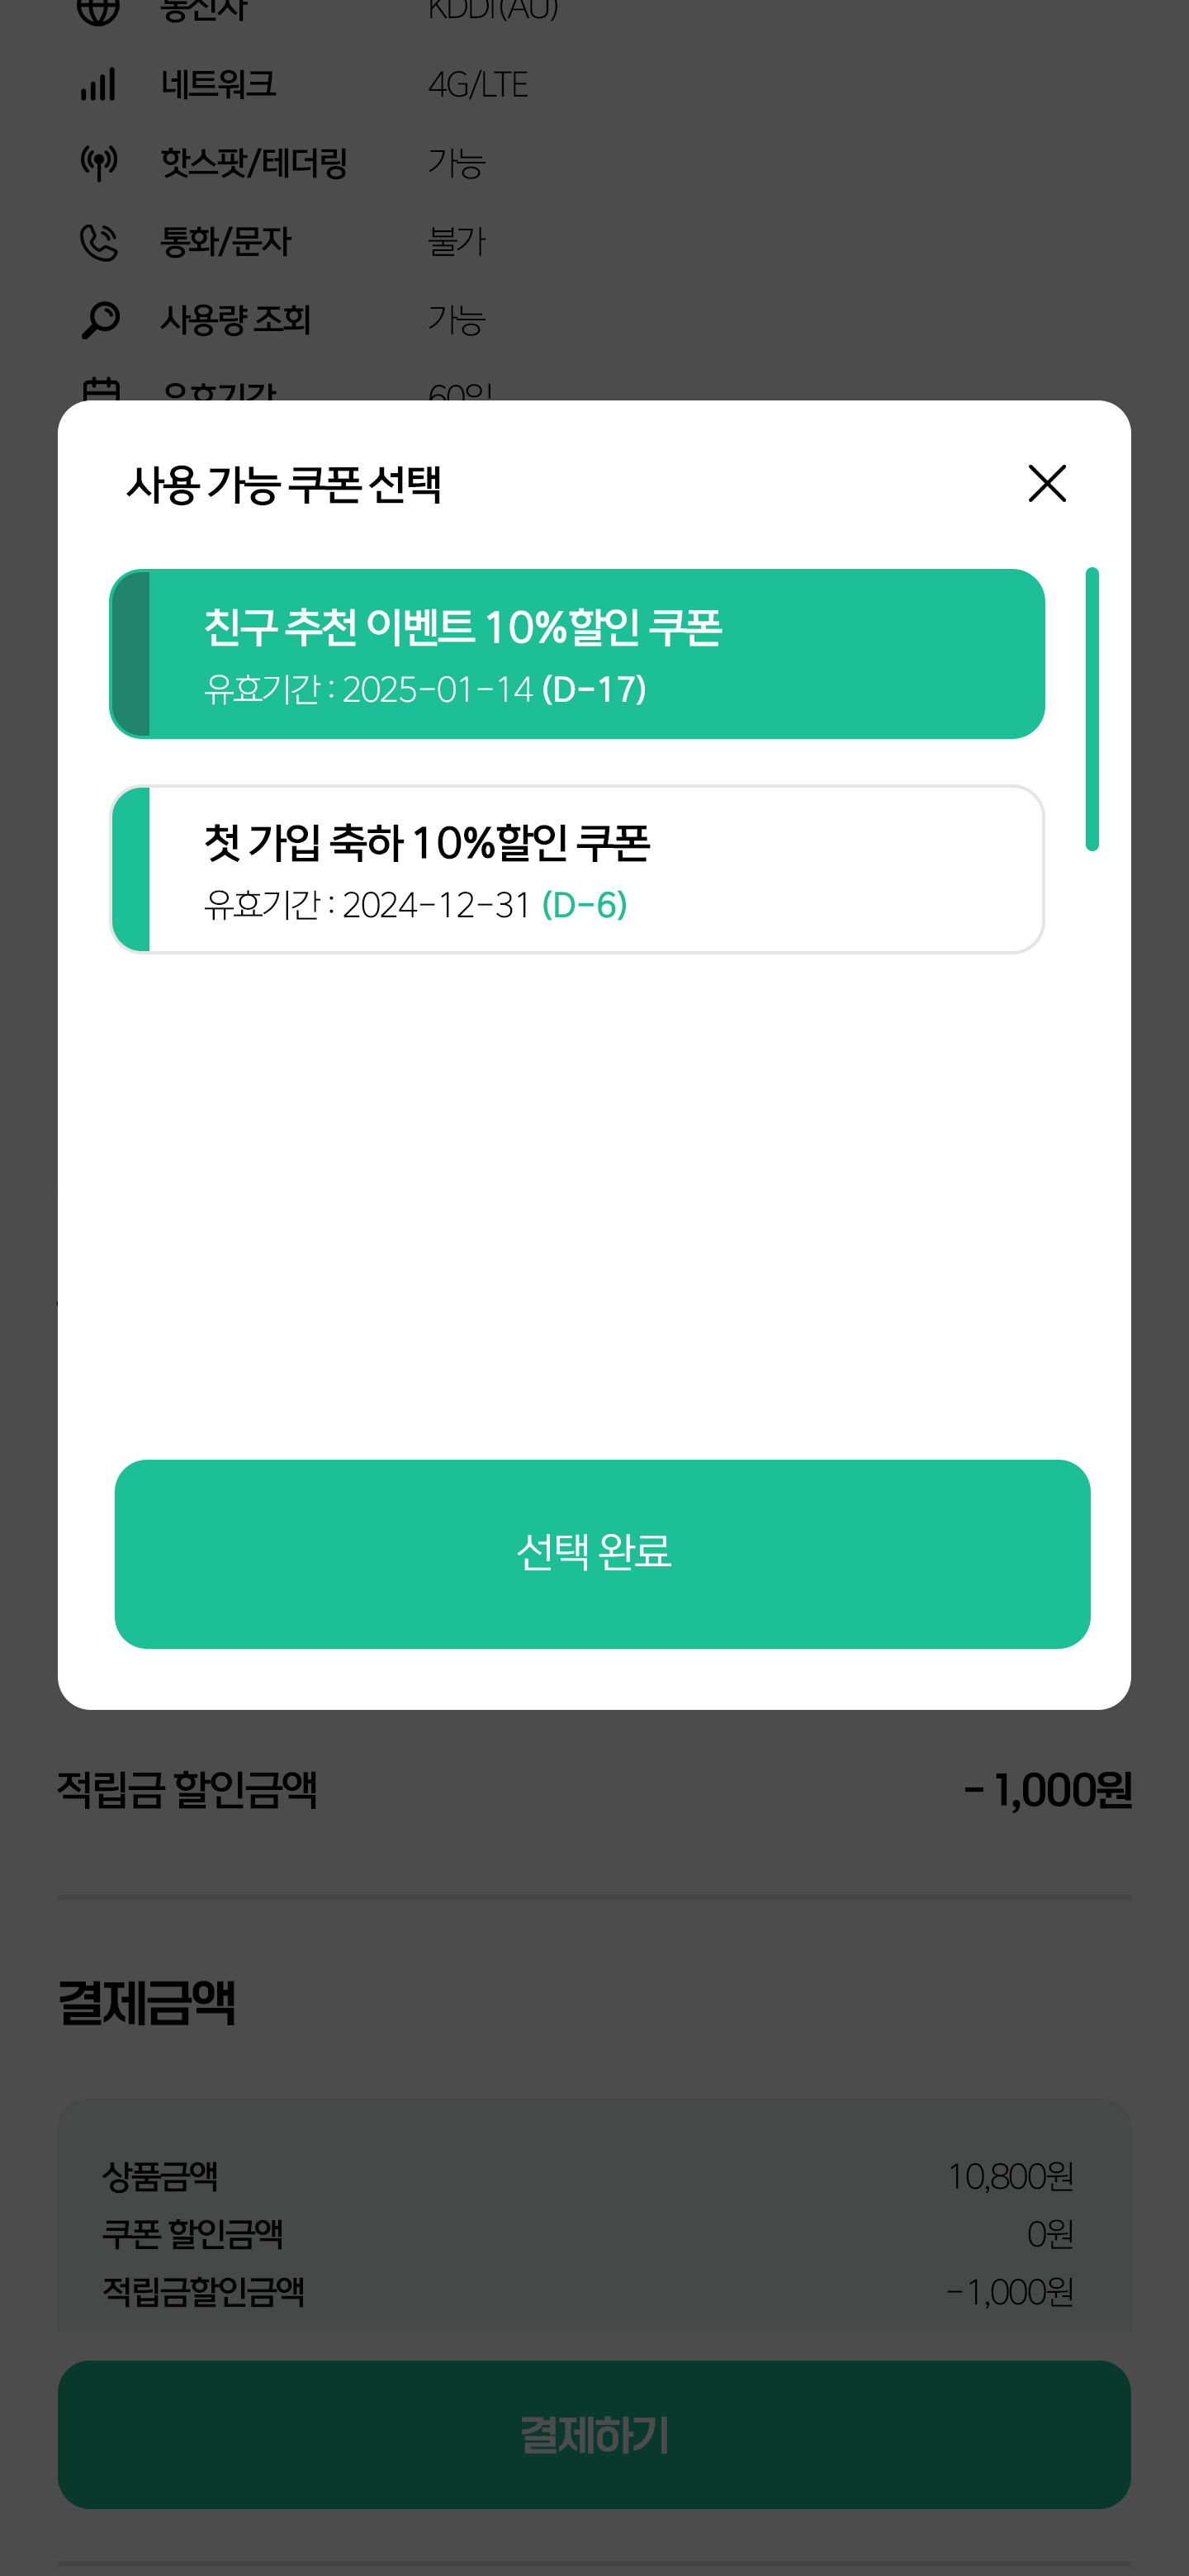 통신사 KDDI(AU)
네트워크 4G/LTE
핫스팟/테더링 가능
통화/문자 불가
사용량 조회 가능
유효기간 60일
사용 가능 쿠폰 선택
친구 추천 이벤트 10%할인 쿠폰
유효기간 : 2025-01-14 (D-17)
첫 가입 축하 10%할인 쿠폰
유효기간 : 2024-12-31 (D-6)
선택 완료
적립금 할인금액 - 1,000원
결제금액
상품금액 10,800원
쿠폰 할인금액 0원
적립금할인금액 -1,000원
결제하기